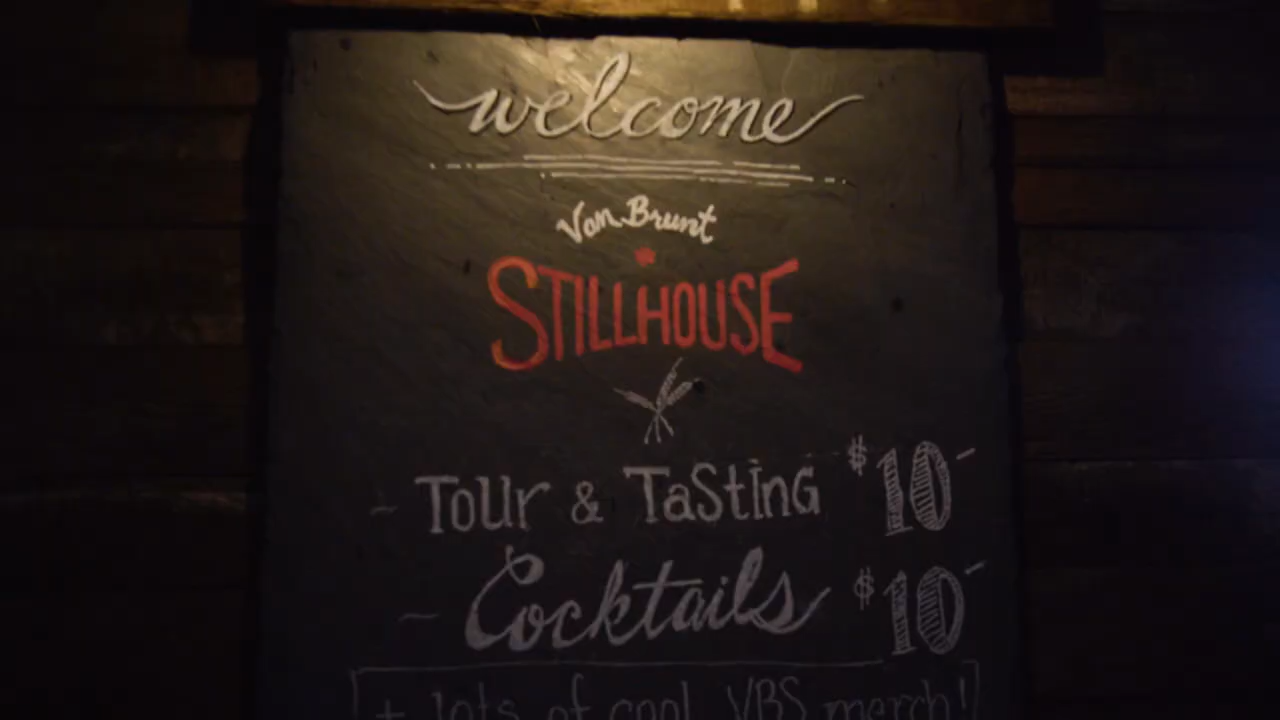 welcome
Van Brunt
STILLHOUSE
~ Tour & Tasting $10-
~ Cocktails $10-
+ lots of cool VBS merch!